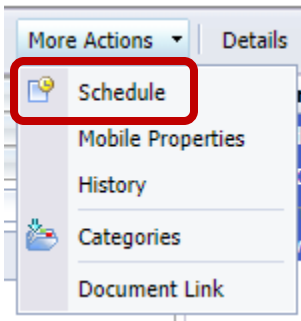 More Actions Details
Schedule
Mobile Properties
History
Categories
Document Link